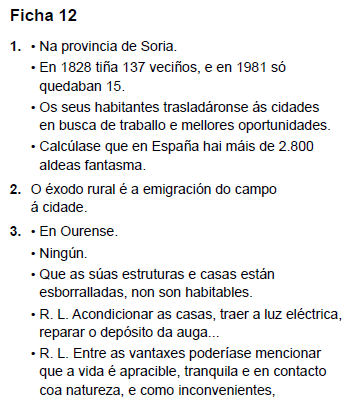 Ficha 12
1. • Na provincia de Soria.
• En 1828 tiña 137 veciños, e en 1981 só
quedaban 15.
• Os seus habitantes trasladáronse ás cidades
en busca de traballo e mellores oportunidades.
• Calcúlase que en España hai máis de 2.800
aldeas fantasma.
2. O éxodo rural é a emigración do campo
á cidade.
3. • En Ourense.
• Ningún.
• Que as súas estruturas e casas están
esborralladas, non son habitables.
• R. L. Acondicionar as casas, traer a luz eléctrica,
reparar o depósito da auga...
• R. L. Entre as vantaxes poderíase mencionar
que a vida é apracible, tranquila e en contacto
coa natureza, e como inconvenientes,